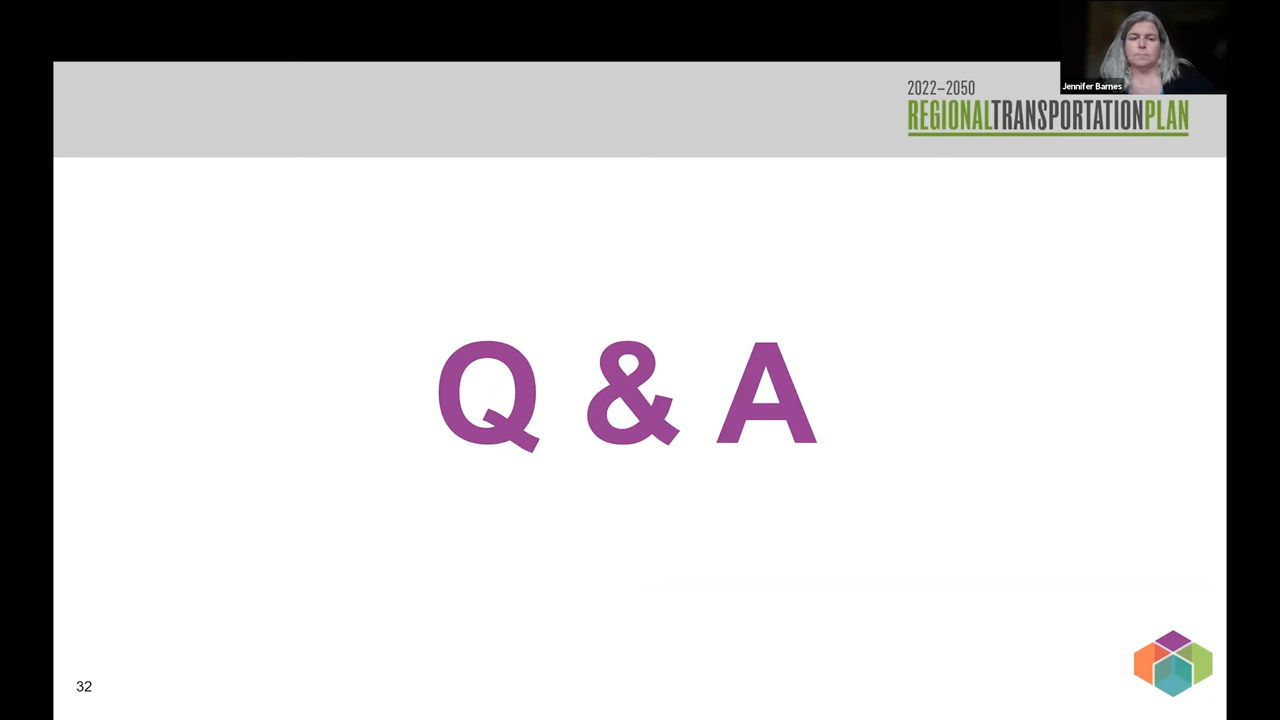 Jennifer Barnes
2022–2050
REGIONALTRANSPORTATIONPLAN
Q & A
32